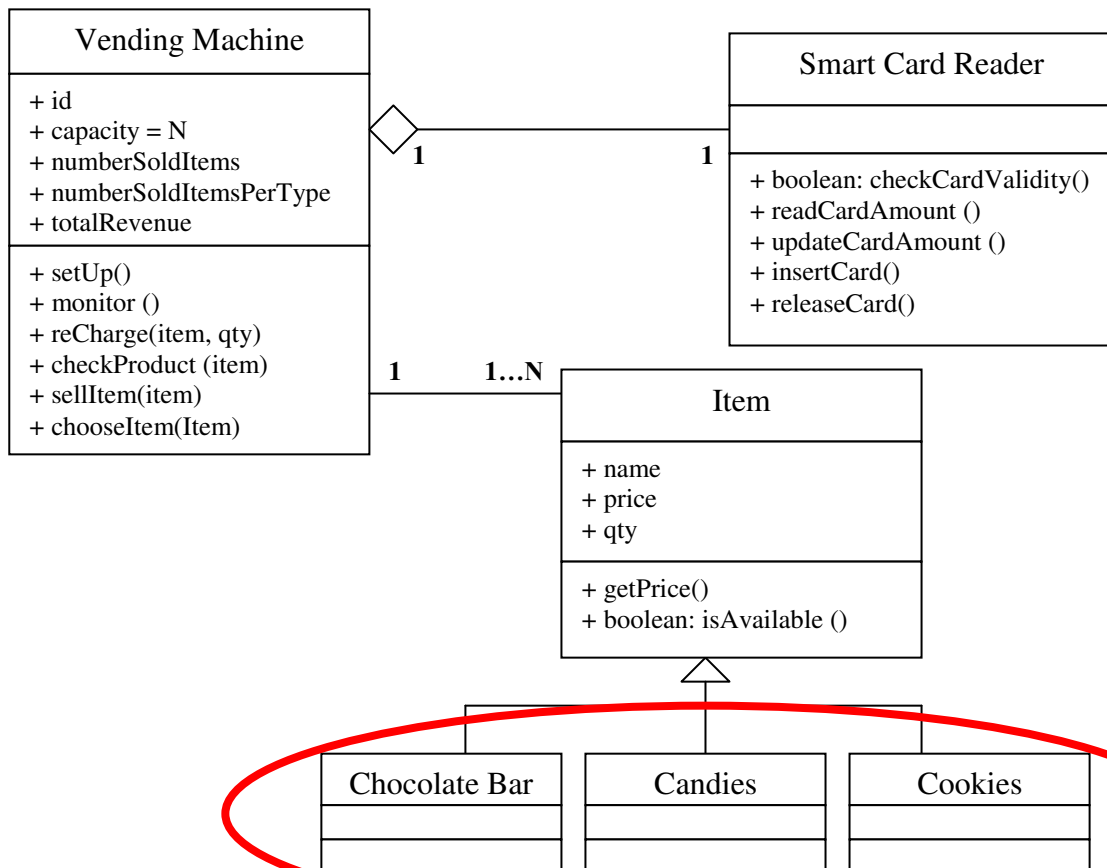 Vending Machine
+ id
+ capacity = N
+ numberSoldItems
+ numberSoldItemsPerType
+ totalRevenue
+ setUp()
+ monitor ()
+ reCharge(item, qty)
+ checkProduct (item)
+ sellItem(item)
+ chooseItem(Item)
1
1
Smart Card Reader
+ boolean: checkCardValidity()
+ readCardAmount ()
+ updateCardAmount ()
+ insertCard()
+ releaseCard()
1
1...N
Item
+ name
+ price
+ qty
+ getPrice()
+ boolean: isAvailable ()
Chocolate Bar
Candies
Cookies